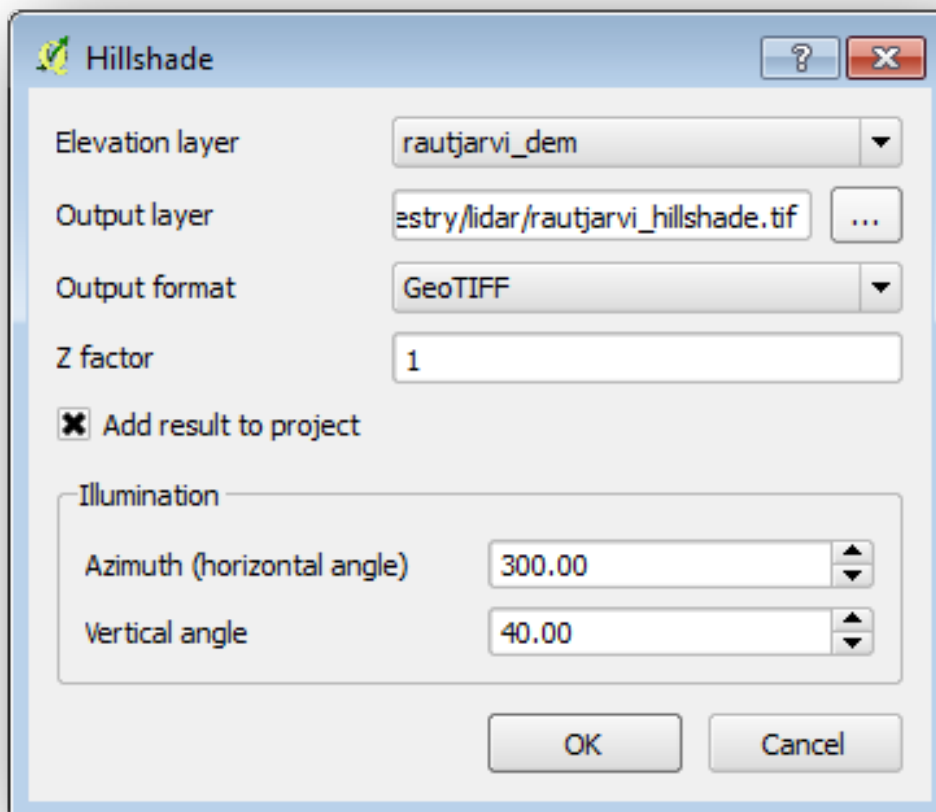 Hillshade
Elevation layer rautjarvi_dem
Output layer estry/lidar/rautjarvi_hillshade.tif ...
Output format GeoTIFF
Z factor 1
Add result to project
Illumination
Azimuth (horizontal angle) 300.00
Vertical angle 40.00
OK Cancel